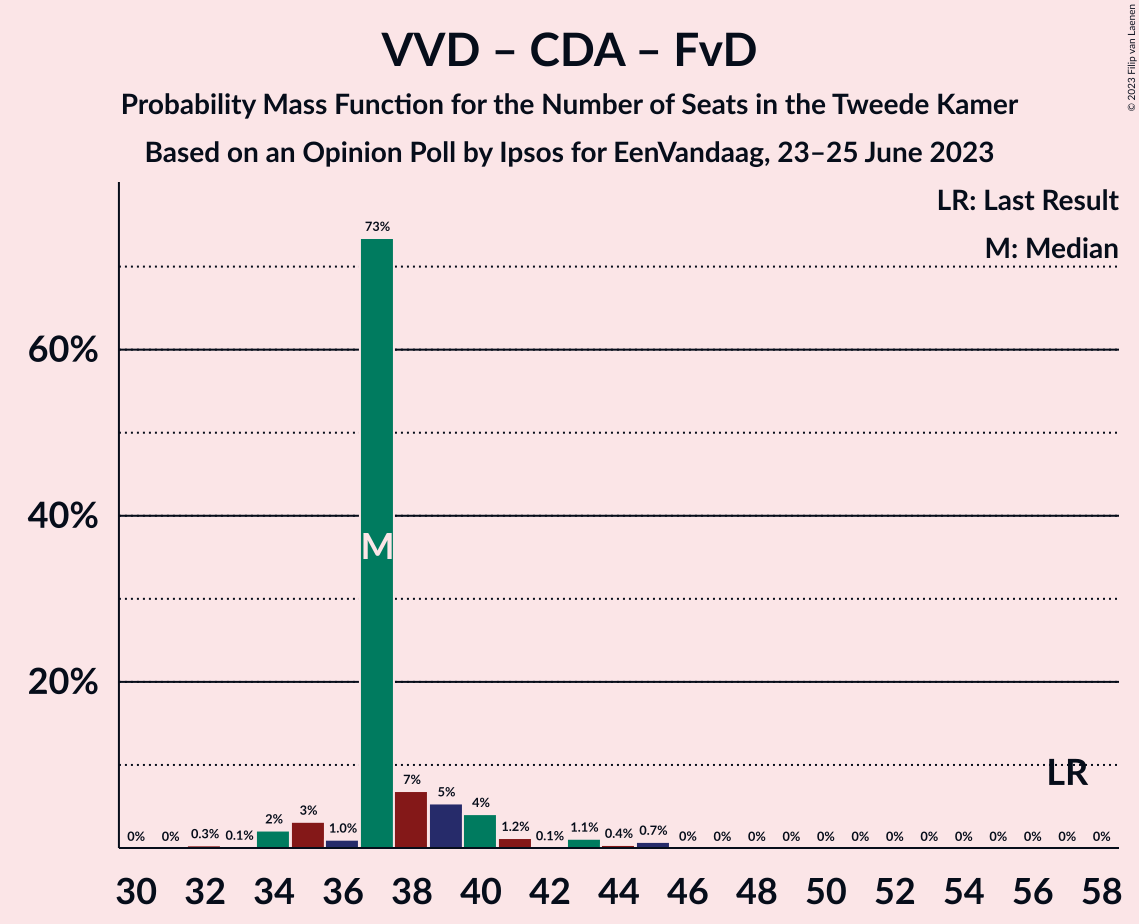 VVD – CDA – FvD
Probability Mass Function for the Number of Seats in the Tweede Kamer
Based on an Opinion Poll by Ipsos for EenVandaag, 23–25 June 2023
© 2023 Filip van Laenen
LR: Last Result
M: Median
60%
40%
20%
0% 0% 0.3% 0.1% 2% 3% 1.0% 73% 7% 5% 4% 1.2% 0.1% 1.1% 0.4% 0.7% 0% 0% 0% 0% 0% 0% 0% 0% 0% 0% 0% 0% 0%
M
LR
30 32 34 36 38 40 42 44 46 48 50 52 54 56 58